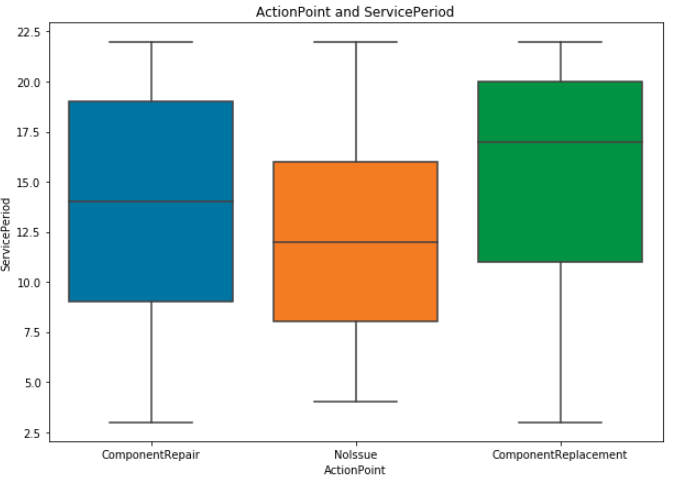 ActionPoint and ServicePeriod
22.5
20.0
17.5
15.0
12.5
10.0
7.5
5.0
2.5
ServicePeriod
ComponentRepair NoIssue ComponentReplacement
ActionPoint